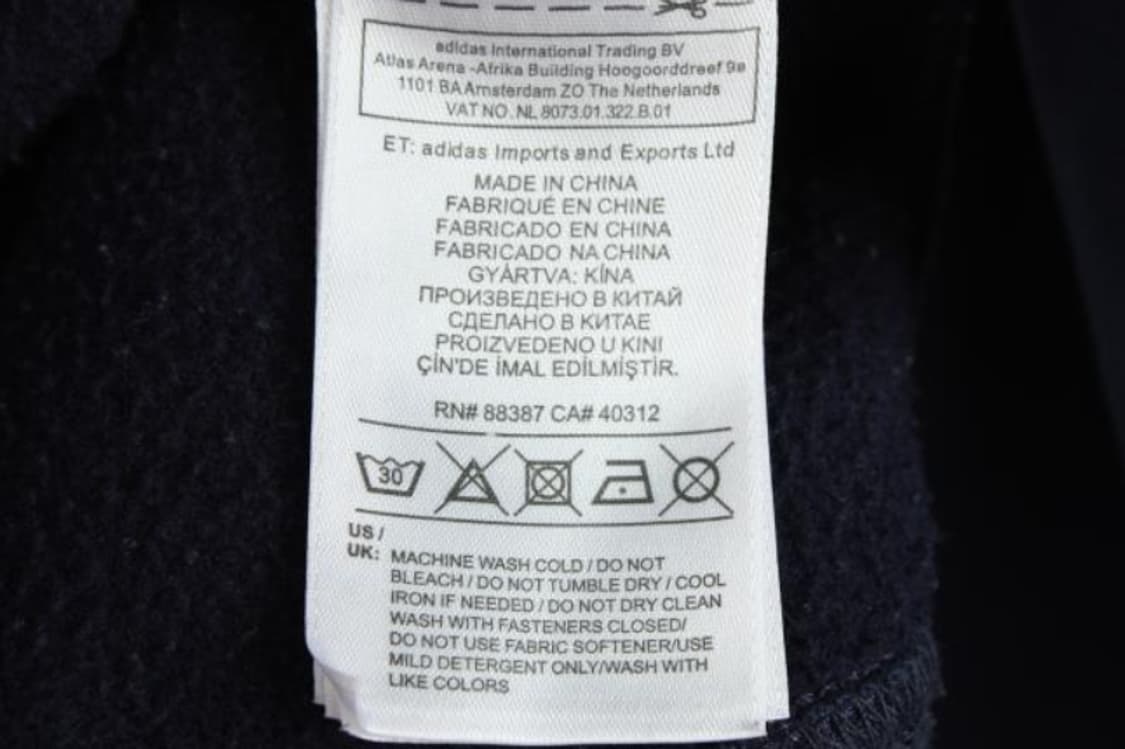 adidas International Trading BV
Atlas Arena -Afrika Building Hoogoorddreef 9a
1101 BA Amsterdam ZO The Netherlands
VAT NO. NL 8073.01.322.B.01
ET: adidas Imports and Exports Ltd
MADE IN CHINA
FABRIQUÉ EN CHINE
FABRICADO EN CHINA
FABRICADO NA CHINA
GYÁRTVA: KÍNA
ПРОИЗВЕДЕНО В КИТАЙ
СДЕЛАНО В КИТАЕ
PROIZVEDENO U KINI
ÇİN'DE İMAL EDİLMİŞTİR.
RN# 88387 CA# 40312
30
US /
UK: MACHINE WASH COLD / DO NOT
BLEACH / DO NOT TUMBLE DRY / COOL
IRON IF NEEDED / DO NOT DRY CLEAN
WASH WITH FASTENERS CLOSED/
DO NOT USE FABRIC SOFTENER/USE
MILD DETERGENT ONLY/WASH WITH
LIKE COLORS